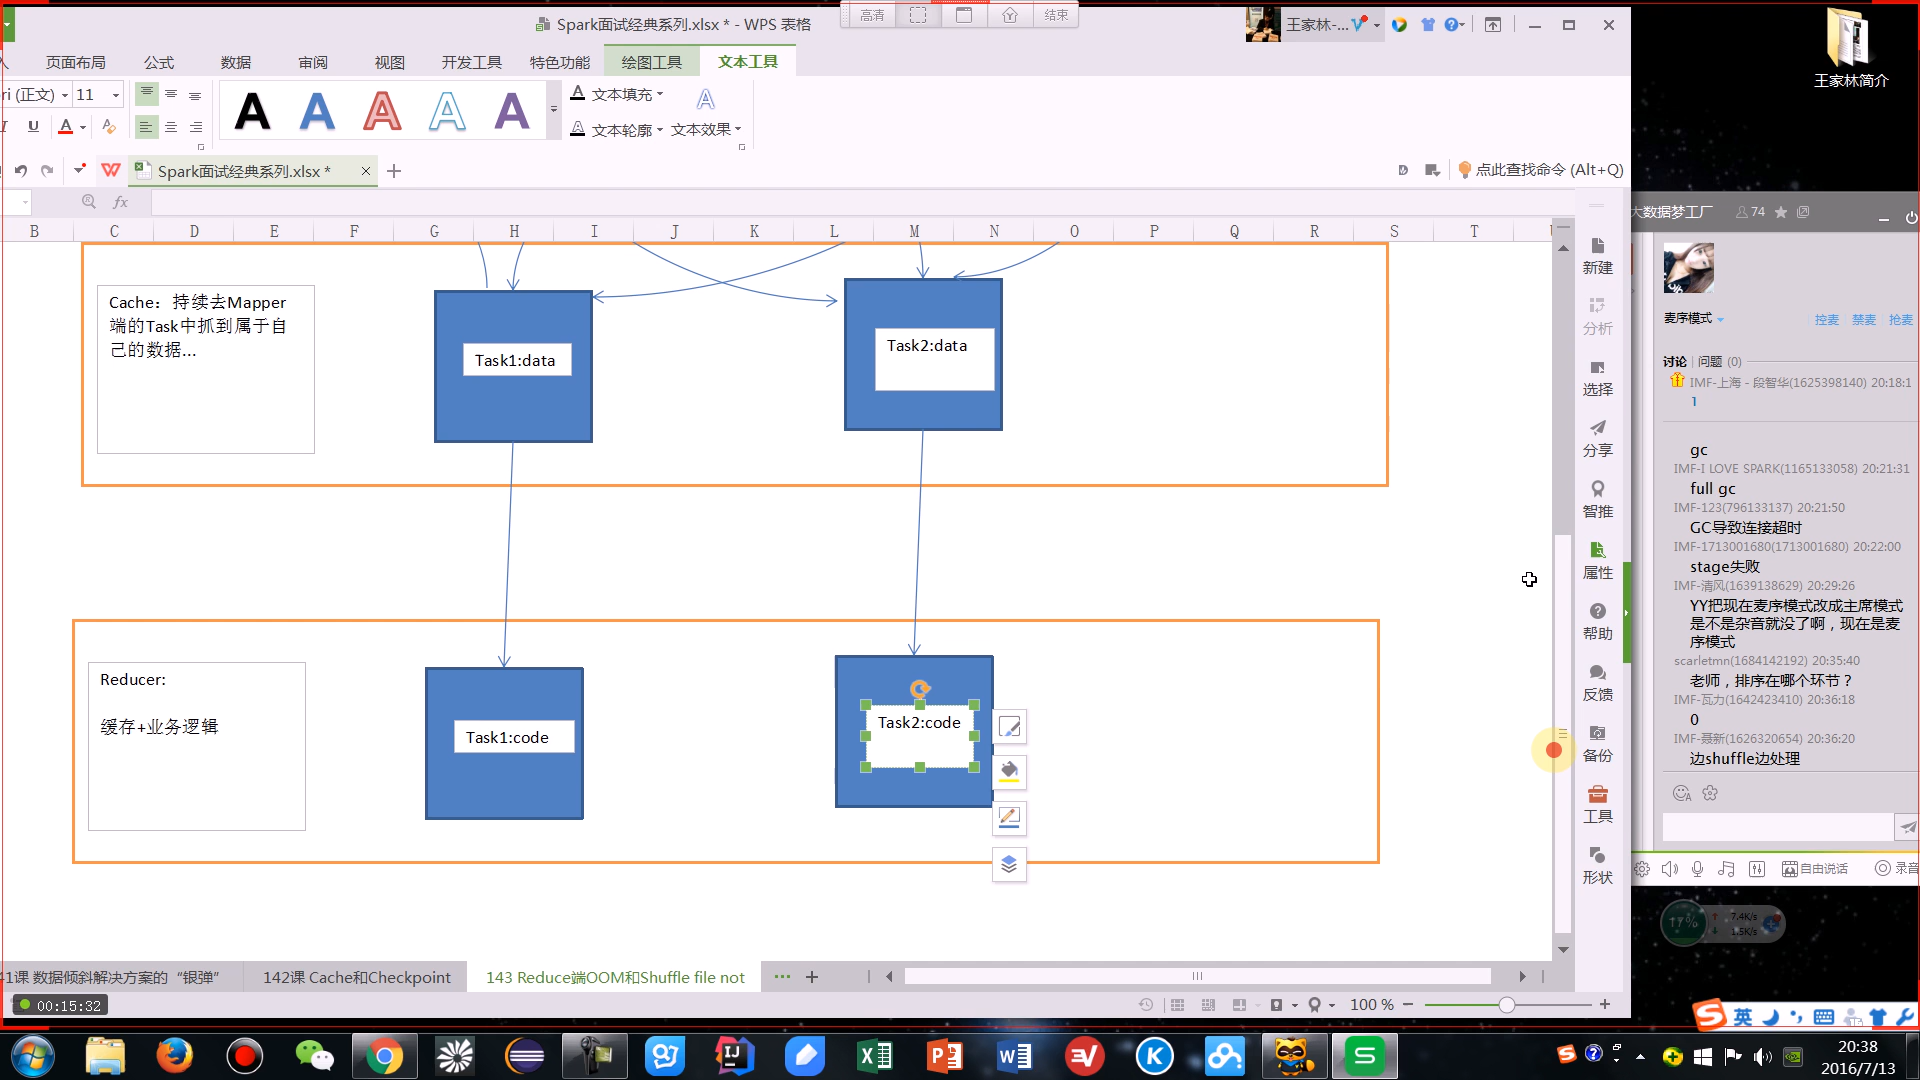 高清
结束
Spark面试经典系列.xlsx * - WPS 表格
王家林-...
页面布局
公式
数据
审阅
视图
开发工具
特色功能
绘图工具
文本工具
王家林简介
ri (正文)
11
A
A
A
A
A
文本填充
文本轮廓
文本效果
U
A
Spark面试经典系列.xlsx *
点此查找命令 (Alt+Q)
fx
B C D E F G H I J K L M N O P Q R S T
Cache：持续去Mapper
端的Task中抓到属于自
己的数据...
Task1:data
Task2:data
Reducer:
缓存+业务逻辑
Task1:code
Task2:code
新建
分析
选择
分享
智推
属性
帮助
反馈
备份
工具
形状
大数据梦工厂
74
麦序模式
控麦
禁麦
抢麦
讨论 | 问题 (0)
IMF-上海 - 段智华(1625398140) 20:18:1
1
gc
IMF-I LOVE SPARK(1165133058) 20:21:31
full gc
IMF-123(796133137) 20:21:50
GC导致连接超时
IMF-1713001680(1713001680) 20:22:00
stage失败
IMF-清风(1639138629) 20:29:26
YY把现在麦序模式改成主席模式
是不是杂音就没了啊，现在是麦
序模式
scarletmn(1684142192) 20:35:40
老师，排序在哪个环节？
IMF-瓦力(1642423410) 20:36:18
0
IMF-聂新(1626320654) 20:36:20
边shuffle边处理
自由说话
录音
7.4K/s
1.5K/s
41课 数据倾斜解决方案的“银弹”
142课 Cache和Checkpoint
143 Reduce端OOM和Shuffle file not
00:15:32
100 %
英
20:38
2016/7/13